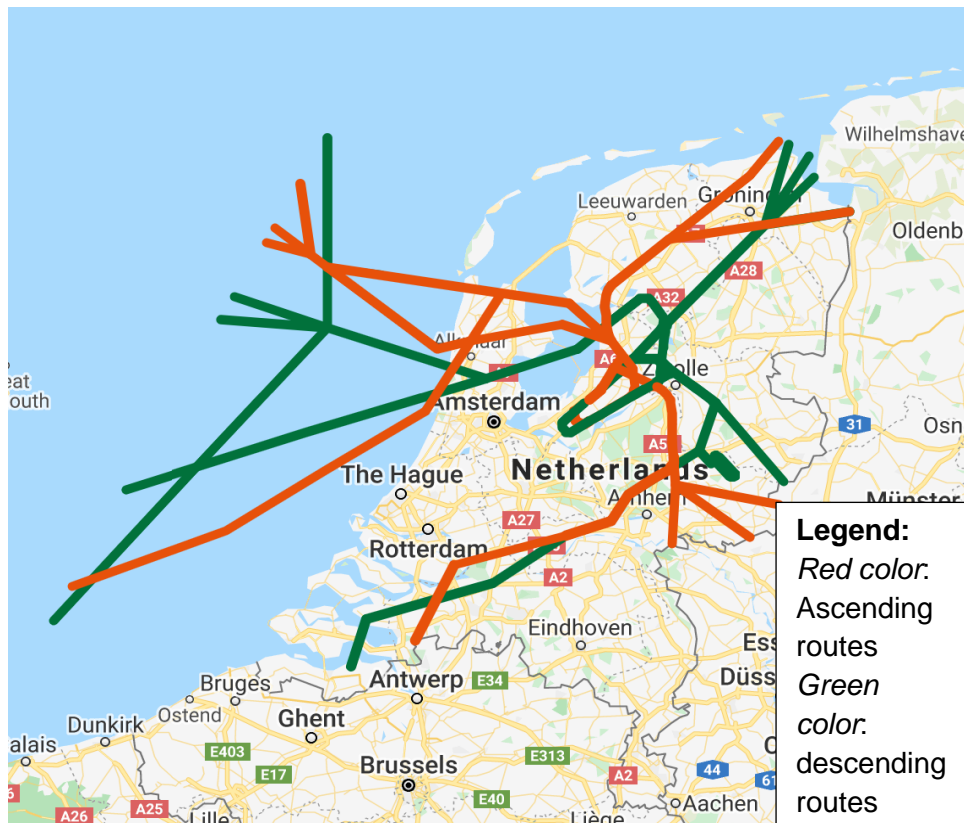 Wilhelmshave
Leeuwarden
Groningen
Oldenb
A28
A32
Alkmaar
eat
outh
A6
Zwolle
Amsterdam
31
Osn
A5
Netherlands
The Hague
Arnhem
Münster
A27
Rotterdam
A2
Legend:
Red color:
Ascending
routes
Green
color:
descending
routes
Eindhoven
Ess
Düss
Antwerp
E34
Bruges
Ostend
Ghent
Dunkirk
C
alais
E403
E313
Brussels
A2
44
E17
61
6
E40
A25
Aachen
A26
Lille
Liège